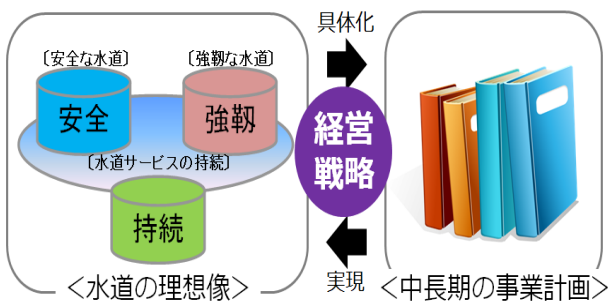 具体化
〔安全な水道〕
〔強靱な水道〕
安全
強靱
〔水道サービスの持続〕
持続
経営
戦略
実現
＜水道の理想像＞
＜中長期の事業計画＞